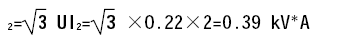 ₂=√3 UI₂=√3 ×0.22×2=0.39 kV*A